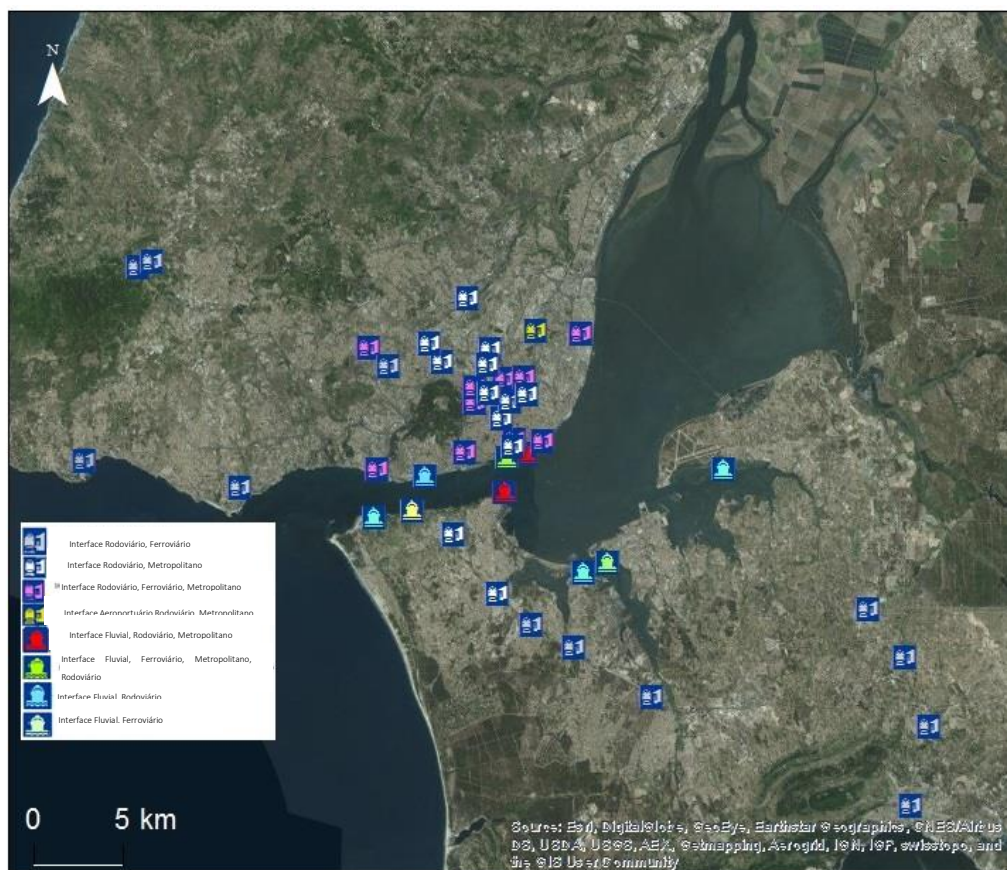 N
Interface Rodoviário, Ferroviário
Interface Rodoviário, Metropolitano
Interface Rodoviário, Ferroviário, Metropolitano
Interface Aeroportuário Rodoviário, Metropolitano
Interface Fluvial, Rodoviário, Metropolitano
Interface Fluvial, Ferroviário, Metropolitano,
Rodoviário
Interface Fluvial, Rodoviário
Interface Fluvial. Ferroviário
0 5 km
Source: Esri, DigitalGlobe, GeoEye, Earthstar Geographics, CNES/Airbus
DS, USDA, USGS, AEX, Getmapping, Aerogrid, IGN, IGP, swisstopo, and
the GIS User Community